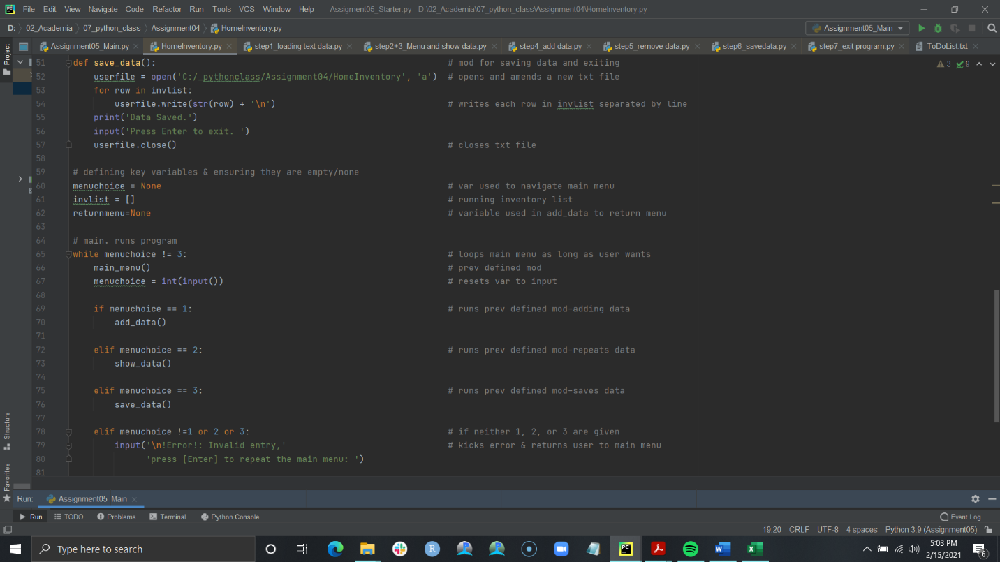 File Edit View Navigate Code Refactor Run Tools VCS Window Help Assigment05_Starter.py - D:\02_Academia\07_python_class\Assignment04\HomeInventory.py
D: 02_Academia 07_python_class Assignment04 HomeInventory.py Assignment05_Main
Project
Assignment05_Main.py HomeInventory.py step1_loading text data.py step2+3_Menu and show data.py step4_add data.py step5_remove data.py step6_savedata.py step7_exit program.py ToDoList.txt
51 def save_data(): # mod for saving data and exiting 3 9
52 userfile = open('C:/_pythonclass/Assignment04/HomeInventory', 'a') # opens and amends a new txt file
53 for row in invlist:
54 userfile.write(str(row) + '\n') # writes each row in invlist separated by line
55 print('Data Saved.')
56 input('Press Enter to exit. ')
57 userfile.close() # closes txt file
58
59 # defining key variables & ensuring they are empty/none
60 menuchoice = None # var used to navigate main menu
61 invlist = [] # running inventory list
62 returnmenu=None # variable used in add_data to return menu
63
64 # main. runs program
65 while menuchoice != 3: # loops main menu as long as user wants
66 main_menu() # prev defined mod
67 menuchoice = int(input()) # resets var to input
68
69 if menuchoice == 1: # runs prev defined mod-adding data
70 add_data()
71
72 elif menuchoice == 2: # runs prev defined mod-repeats data
73 show_data()
74
75 elif menuchoice == 3: # runs prev defined mod-saves data
76 save_data()
77
78 elif menuchoice !=1 or 2 or 3: # if neither 1, 2, or 3 are given
79 input('\n!Error!: Invalid entry,' # kicks error & returns user to main menu
80 'press [Enter] to repeat the main menu: ')
81
Structure
Favorites
Run: Assignment05_Main
Run TODO Problems Terminal Python Console Event Log
19:20 CRLF UTF-8 4 spaces Python 3.9 (Assignment05)
Type here to search
5:03 PM
2/15/2021
6